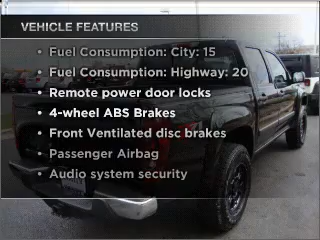 VEHICLE FEATURES
• Fuel Consumption: City: 15
• Fuel Consumption: Highway: 20
• Remote power door locks
• 4-wheel ABS Brakes
• Front Ventilated disc brakes
• Passenger Airbag
• Audio system security